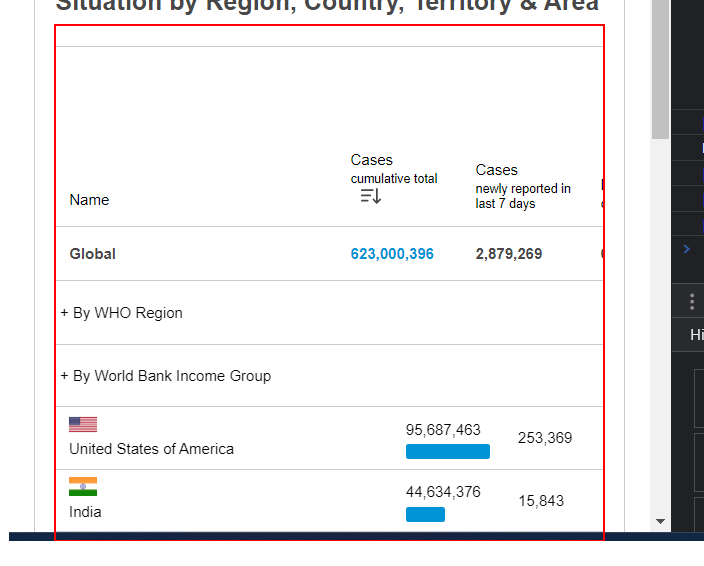 Situation by Region, Country, Territory & Area
Name
Cases
cumulative total
Cases
newly reported in
last 7 days
Global
623,000,396
2,879,269
+ By WHO Region
+ By World Bank Income Group
United States of America
95,687,463
253,369
India
44,634,376
15,843